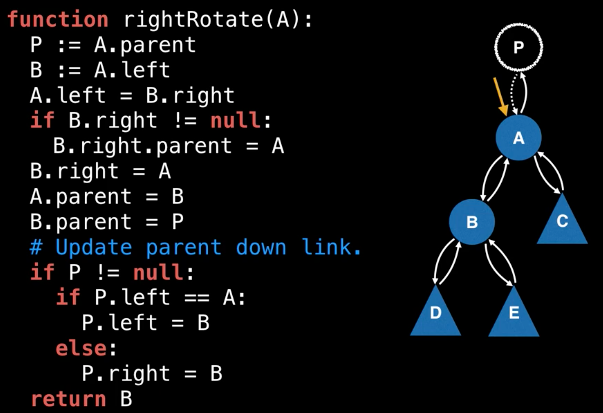 function rightRotate(A):
  P := A.parent
  B := A.left
  A.left = B.right
  if B.right != null:
    B.right.parent = A
  B.right = A
  A.parent = B
  B.parent = P
  # Update parent down link.
  if P != null:
    if P.left == A:
      P.left = B
    else:
      P.right = B
  return B
P
A
B
C
D
E